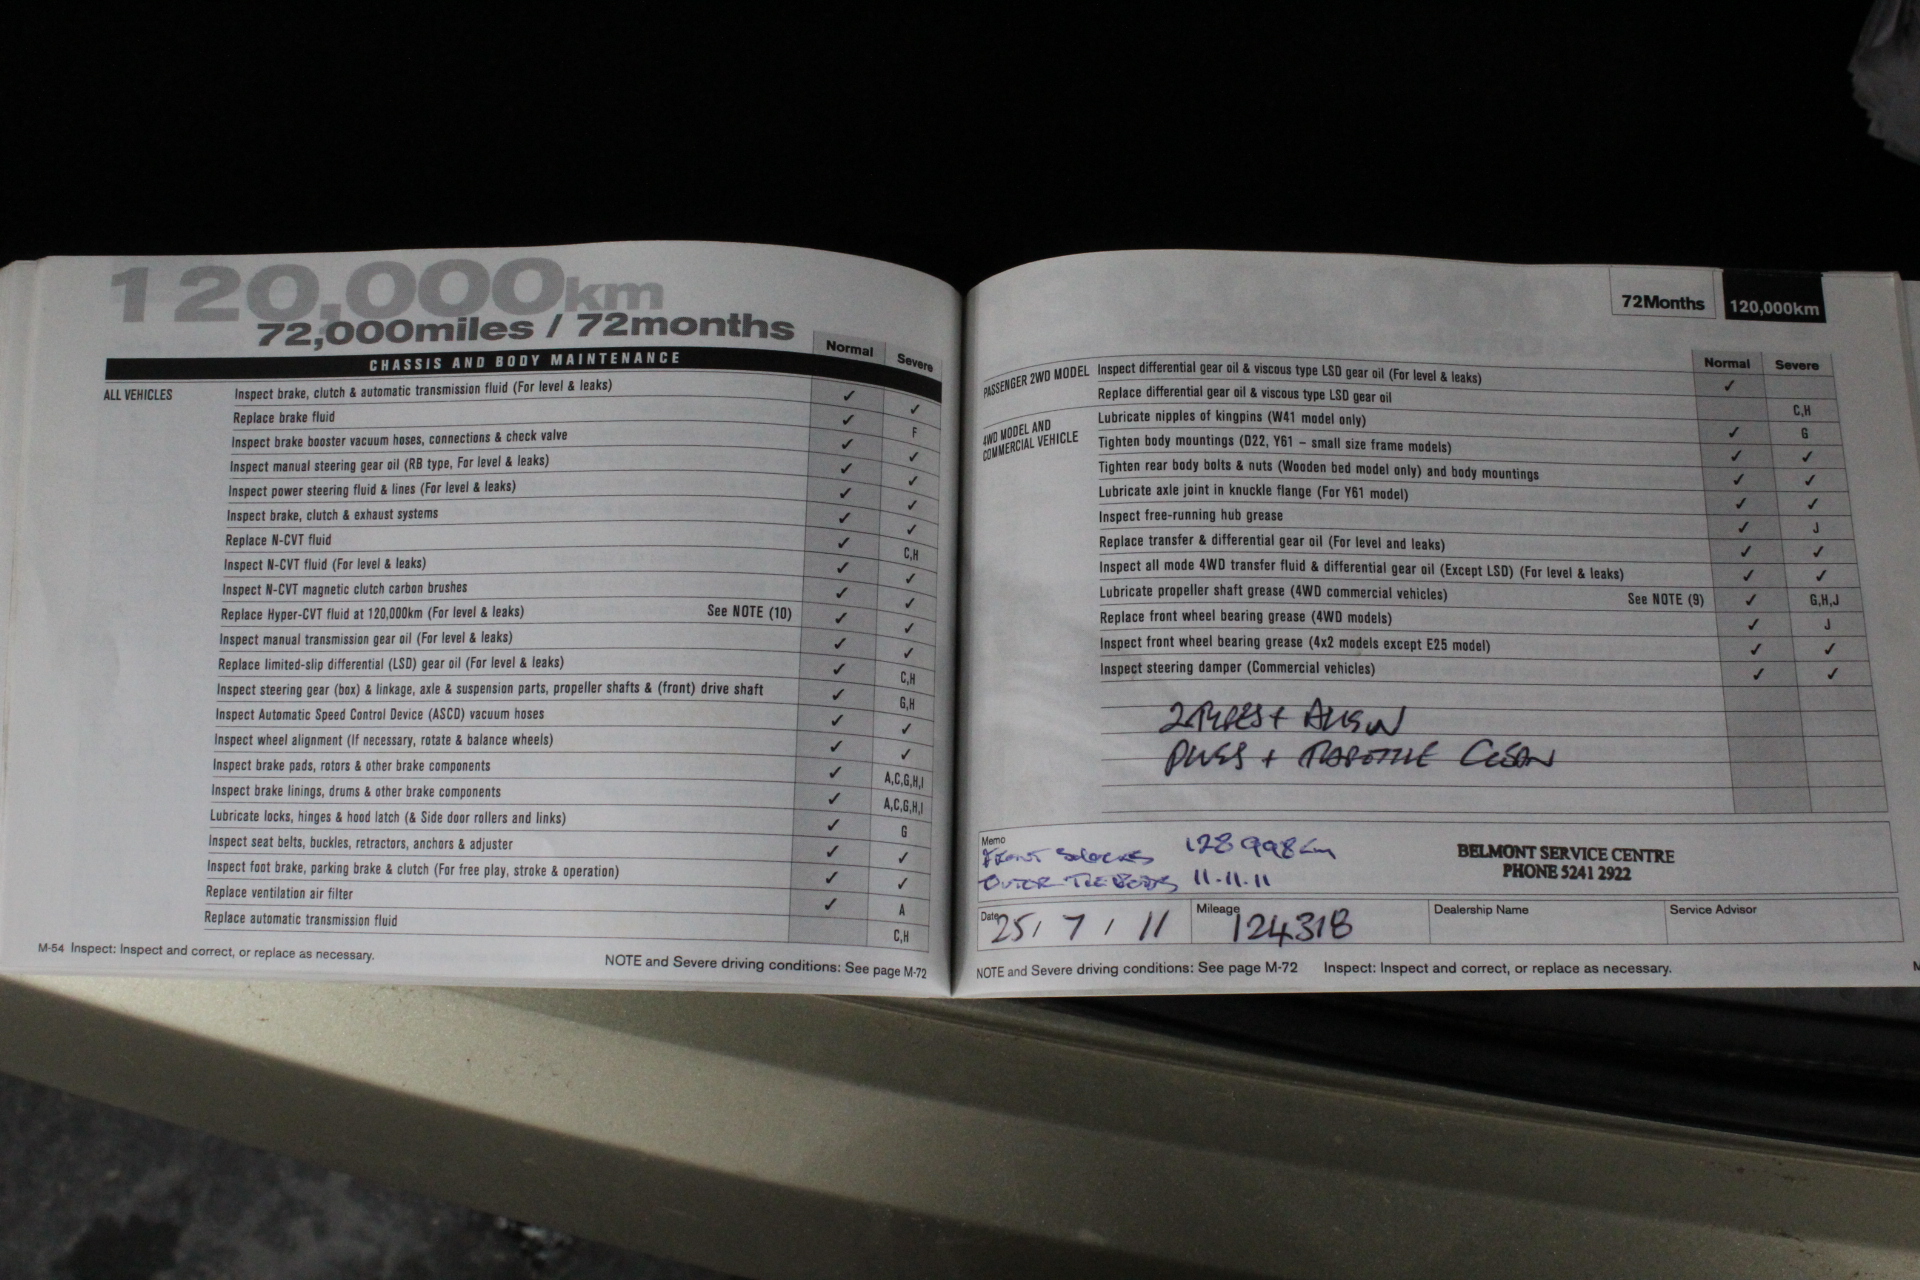 120,000km
72,000miles / 72months
CHASSIS AND BODY MAINTENANCE
Normal Severe
ALL VEHICLES
Inspect brake, clutch & automatic transmission fluid (For level & leaks) ✓ ✓
Replace brake fluid ✓ F
Inspect brake booster vacuum hoses, connections & check valve ✓ ✓
Inspect manual steering gear oil (RB type, For level & leaks) ✓ ✓
Inspect power steering fluid & lines (For level & leaks) ✓ ✓
Inspect brake, clutch & exhaust systems ✓ ✓
Replace N-CVT fluid ✓ C,H
Inspect N-CVT fluid (For level & leaks) ✓ ✓
Inspect N-CVT magnetic clutch carbon brushes ✓ ✓
Replace Hyper-CVT fluid at 120,000km (For level & leaks) See NOTE (10) ✓ ✓
Inspect manual transmission gear oil (For level & leaks) ✓ ✓
Replace limited-slip differential (LSD) gear oil (For level & leaks) ✓ C,H
Inspect steering gear (box) & linkage, axle & suspension parts, propeller shafts & (front) drive shaft ✓ G,H
Inspect Automatic Speed Control Device (ASCD) vacuum hoses ✓ ✓
Inspect wheel alignment (If necessary, rotate & balance wheels) ✓ ✓
Inspect brake pads, rotors & other brake components ✓ A,C,G,H,I
Inspect brake linings, drums & other brake components ✓ A,C,G,H,I
Lubricate locks, hinges & hood latch (& Side door rollers and links) ✓ G
Inspect seat belts, buckles, retractors, anchors & adjuster ✓ ✓
Inspect foot brake, parking brake & clutch (For free play, stroke & operation) ✓ ✓
Replace ventilation air filter ✓ A
Replace automatic transmission fluid C,H
M-54 Inspect: Inspect and correct, or replace as necessary.
NOTE and Severe driving conditions: See page M-72
72Months 120,000km
Normal Severe
PASSENGER 2WD MODEL Inspect differential gear oil & viscous type LSD gear oil (For level & leaks) ✓
Replace differential gear oil & viscous type LSD gear oil C,H
4WD MODEL AND
COMMERCIAL VEHICLE
Lubricate nipples of kingpins (W41 model only) ✓ G
Tighten body mountings (D22, Y61 – small size frame models) ✓ ✓
Tighten rear body bolts & nuts (Wooden bed model only) and body mountings ✓ ✓
Lubricate axle joint in knuckle flange (For Y61 model) ✓ ✓
Inspect free-running hub grease ✓ J
Replace transfer & differential gear oil (For level and leaks) ✓ ✓
Inspect all mode 4WD transfer fluid & differential gear oil (Except LSD) (For level & leaks) ✓ ✓
Lubricate propeller shaft grease (4WD commercial vehicles) See NOTE (9) ✓ G,H,J
Replace front wheel bearing grease (4WD models) ✓ J
Inspect front wheel bearing grease (4x2 models except E25 model) ✓ ✓
Inspect steering damper (Commercial vehicles) ✓ ✓
2 TYRES + ALIGN
PLUGS + THROTTLE CLEAN
Memo
FRONT 128998km
OUTER 11.11.11
BELMONT SERVICE CENTRE
PHONE 5241 2922
Date 25 / 7 / 11 Mileage 124318 Dealership Name Service Advisor
NOTE and Severe driving conditions: See page M-72 Inspect: Inspect and correct, or replace as necessary.